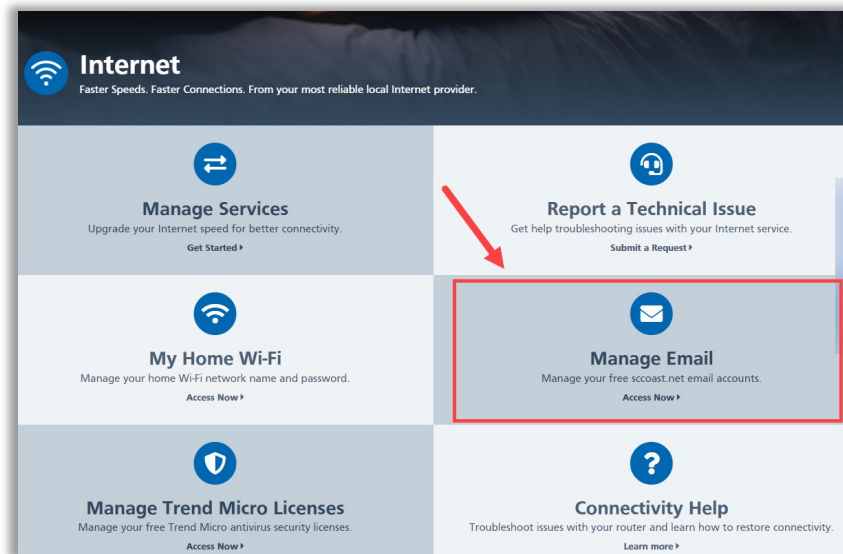 Internet
Faster Speeds. Faster Connections. From your most reliable local Internet provider.
Manage Services
Upgrade your Internet speed for better connectivity.
Get Started
Report a Technical Issue
Get help troubleshooting issues with your Internet service.
Submit a Request
My Home Wi-Fi
Manage your home Wi-Fi network name and password.
Access Now
Manage Email
Manage your free sccoast.net email accounts.
Access Now
Manage Trend Micro Licenses
Manage your free Trend Micro antivirus security licenses.
Access Now
Connectivity Help
Troubleshoot issues with your router and learn how to restore connectivity.
Learn more